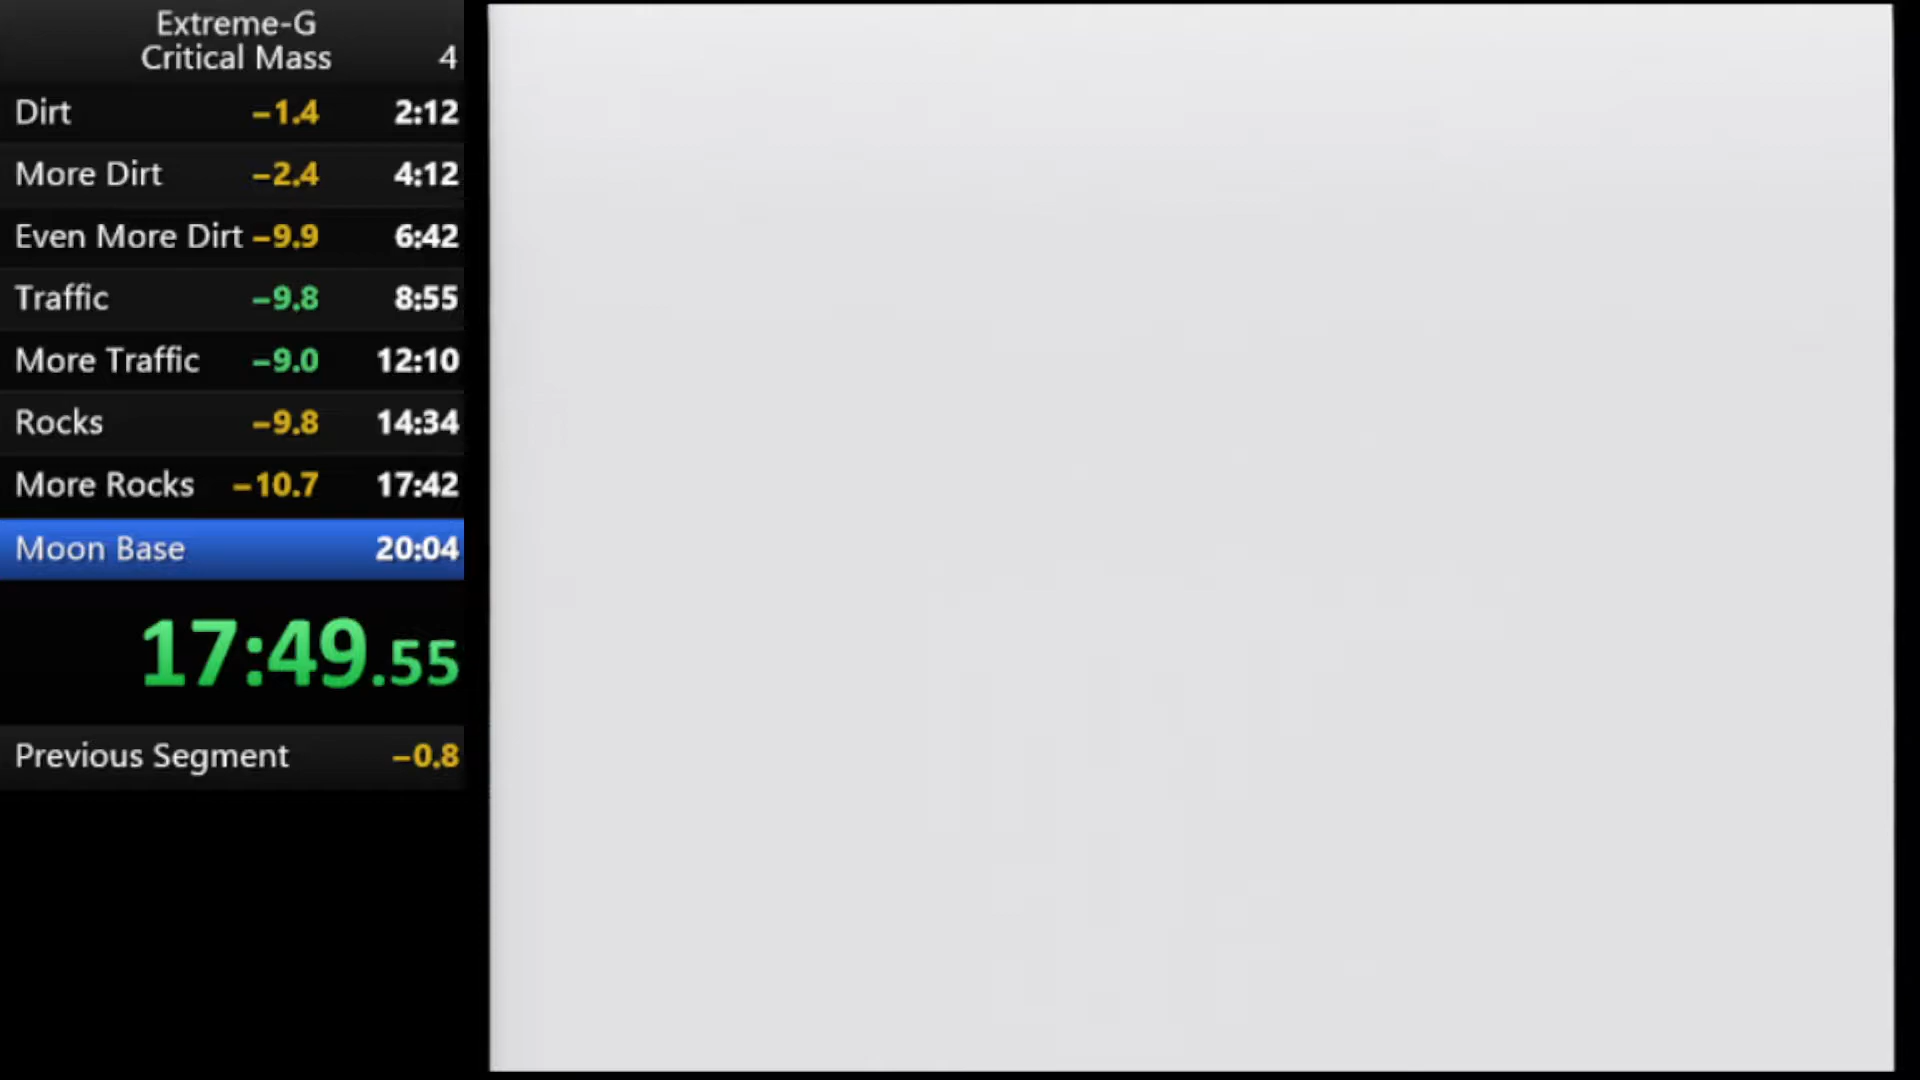 Extreme-G
Critical Mass 4
Dirt −1.4 2:12
More Dirt −2.4 4:12
Even More Dirt −9.9 6:42
Traffic −9.8 8:55
More Traffic −9.0 12:10
Rocks −9.8 14:34
More Rocks −10.7 17:42
Moon Base 20:04
17:49.55
Previous Segment −0.8